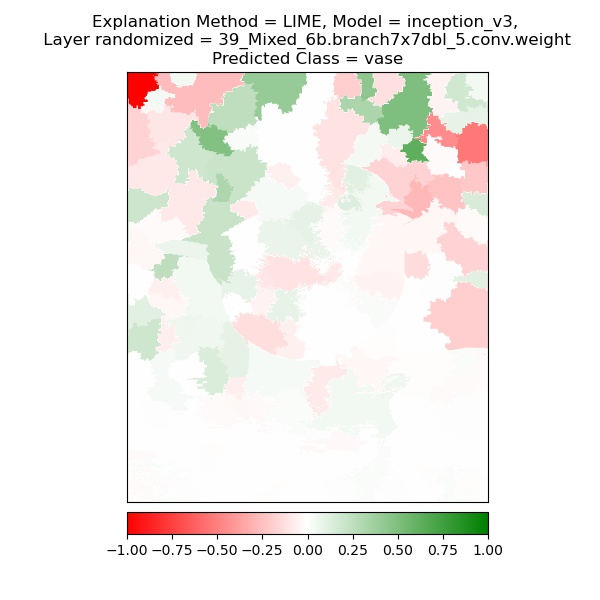 Explanation Method = LIME, Model = inception_v3,
Layer randomized = 39_Mixed_6b.branch7x7dbl_5.conv.weight
Predicted Class = vase
−1.00 −0.75 −0.50 −0.25 0.00 0.25 0.50 0.75 1.00